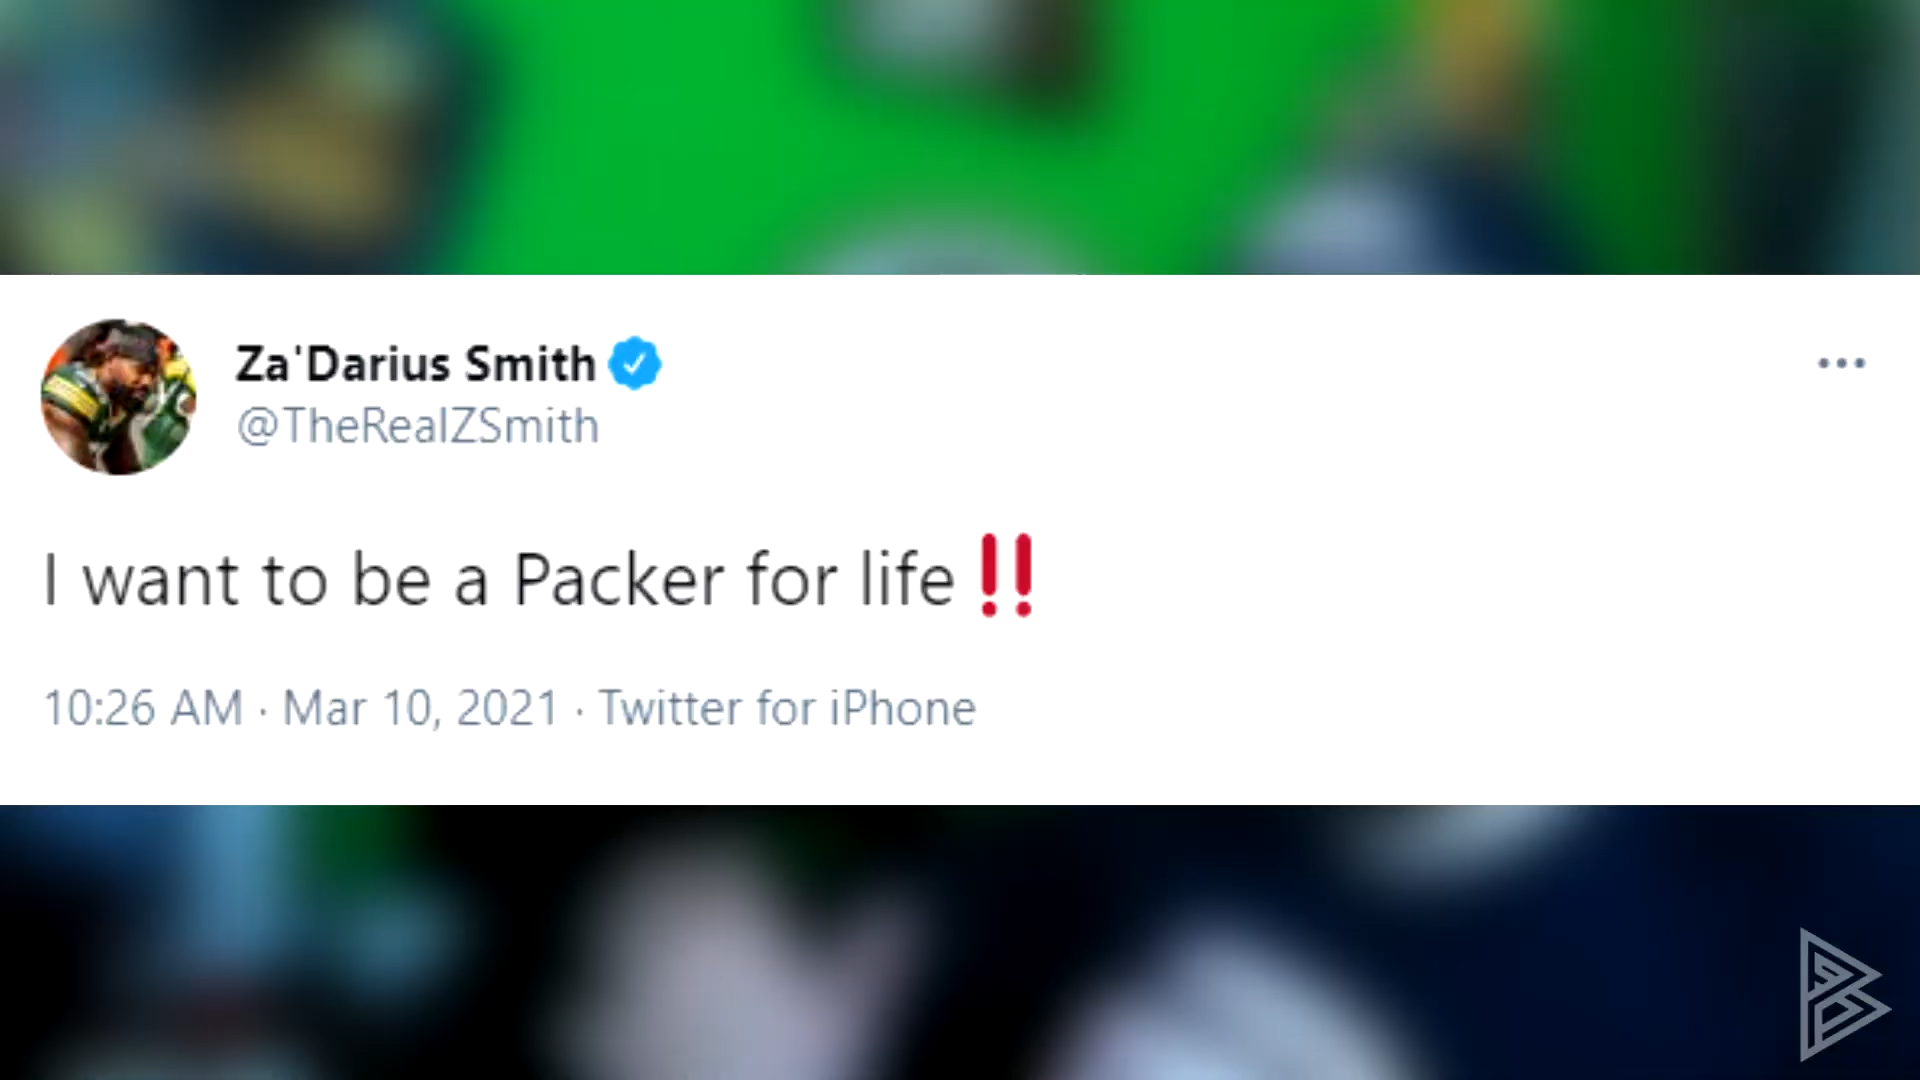 Za'Darius Smith
@TheRealZSmith
I want to be a Packer for life‼️
10:26 AM · Mar 10, 2021 · Twitter for iPhone